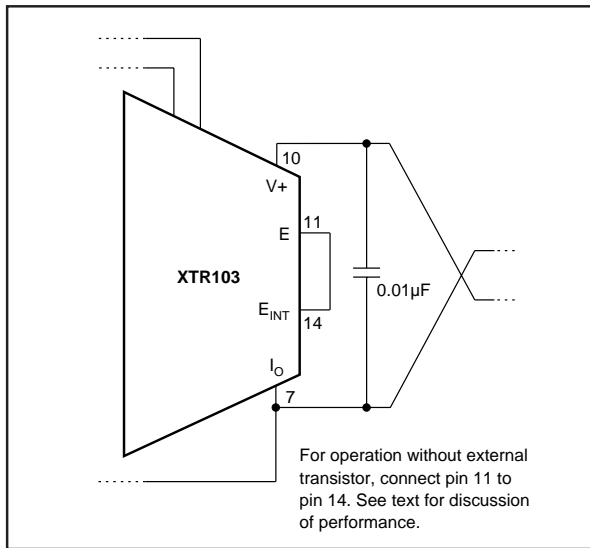 10
V+
11
E
XTR103
0.01µF
E_INT
14
I_O
7
For operation without external
transistor, connect pin 11 to
pin 14. See text for discussion
of performance.